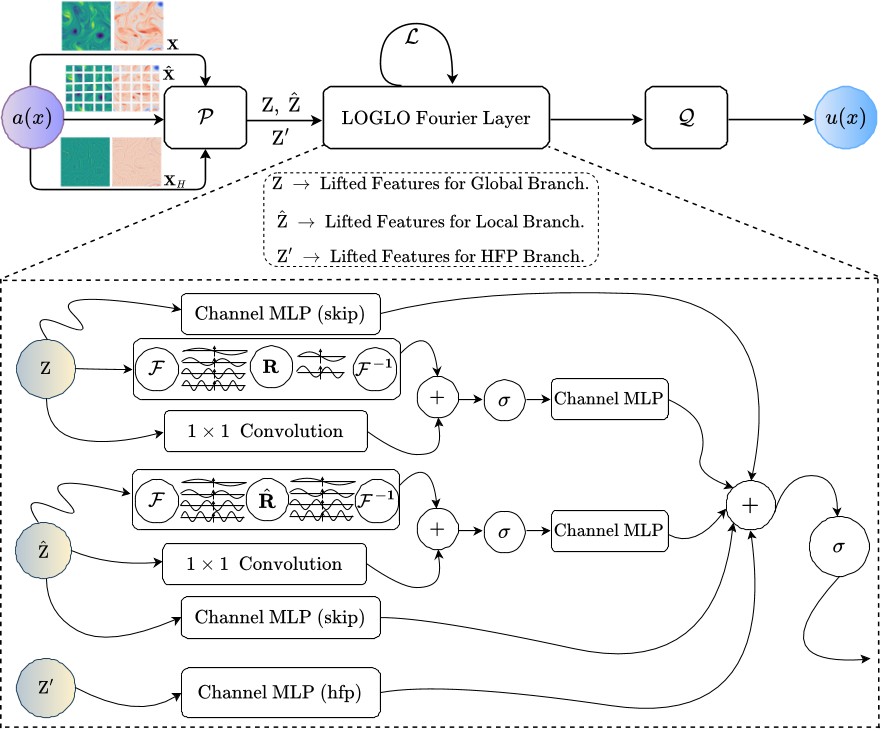 x
x̂
x_H
a(x)
𝒫
Z, Ẑ
Z′
ℒ
LOGLO Fourier Layer
𝒬
u(x)
Z → Lifted Features for Global Branch.
Ẑ → Lifted Features for Local Branch.
Z′ → Lifted Features for HFP Branch.
Channel MLP (skip)
Z
ℱ
R
ℱ⁻¹
+
σ
Channel MLP
1 × 1 Convolution
ℱ
R̂
ℱ⁻¹
+
σ
Channel MLP
+
σ
Ẑ
1 × 1 Convolution
Channel MLP (skip)
Z′
Channel MLP (hfp)